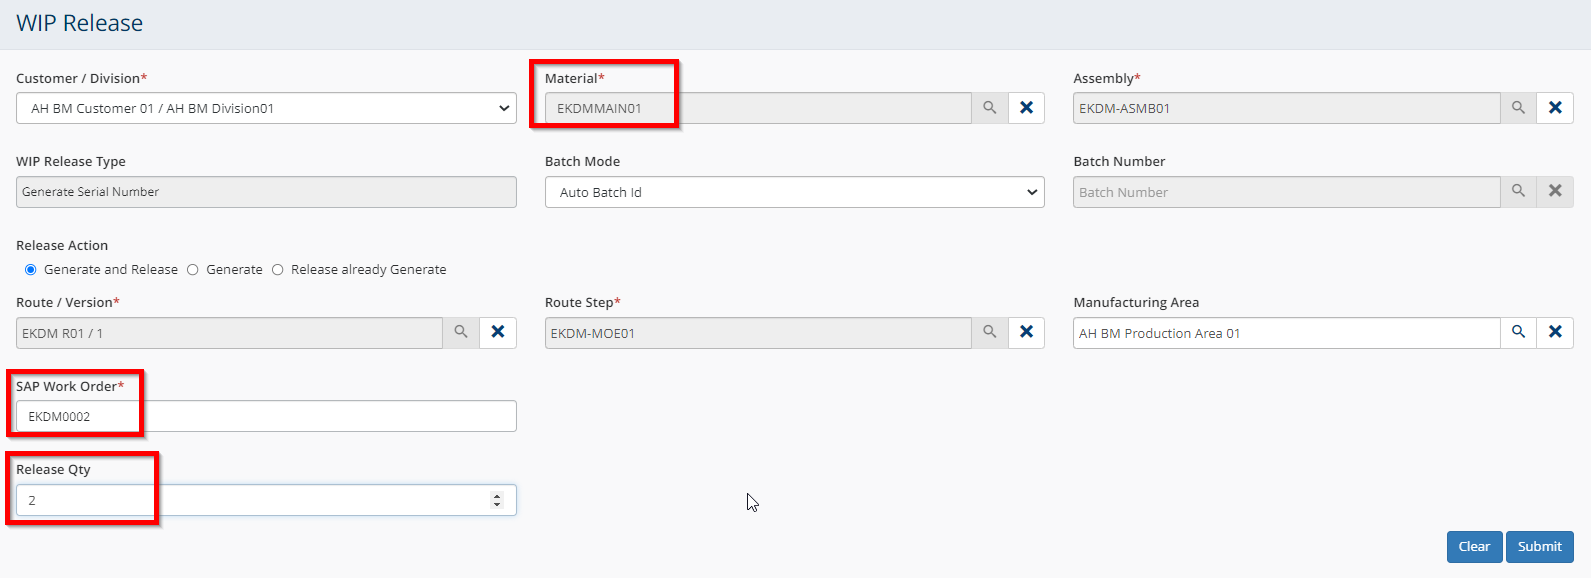 WIP Release
Customer / Division* Material* Assembly*
AH BM Customer 01 / AH BM Division01 EKDMMAIN01 EKDM-ASMB01
WIP Release Type Batch Mode Batch Number
Generate Serial Number Auto Batch Id Batch Number
Release Action
Generate and Release Generate Release already Generate
Route / Version* Route Step* Manufacturing Area
EKDM R01 / 1 EKDM-MOE01 AH BM Production Area 01
SAP Work Order*
EKDM0002
Release Qty
2
Clear Submit